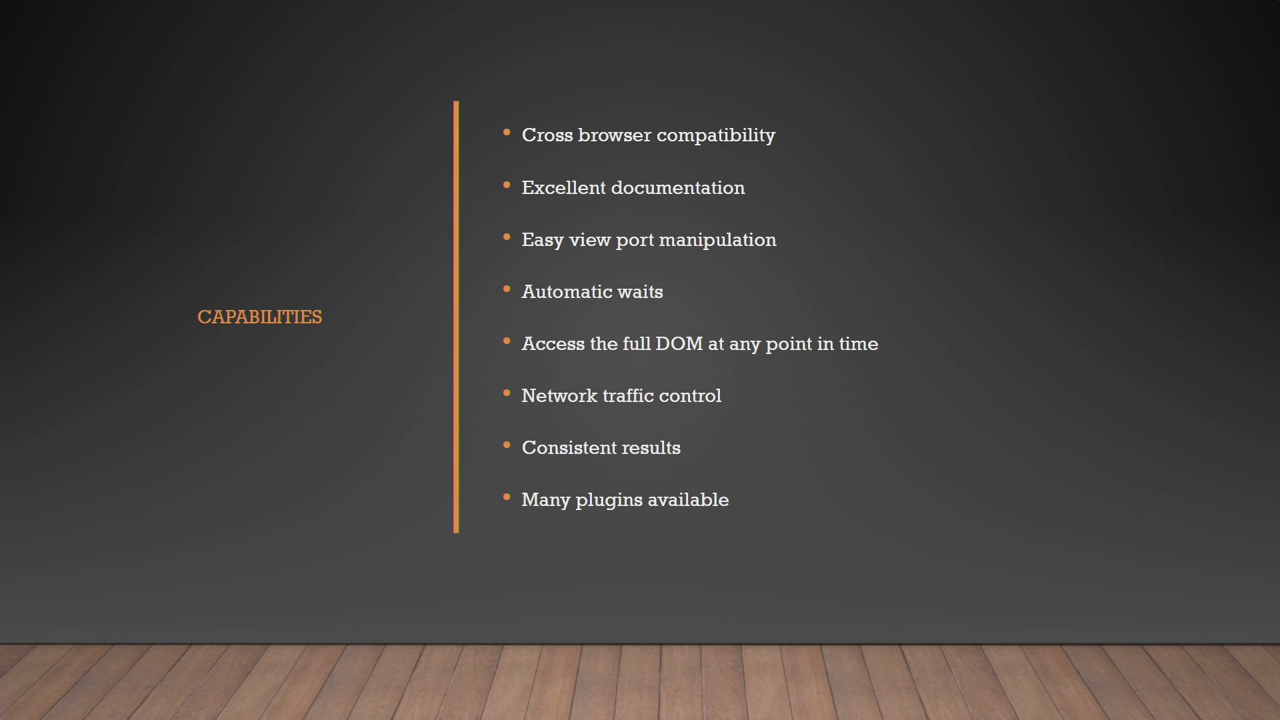 CAPABILITIES
• Cross browser compatibility
• Excellent documentation
• Easy view port manipulation
• Automatic waits
• Access the full DOM at any point in time
• Network traffic control
• Consistent results
• Many plugins available